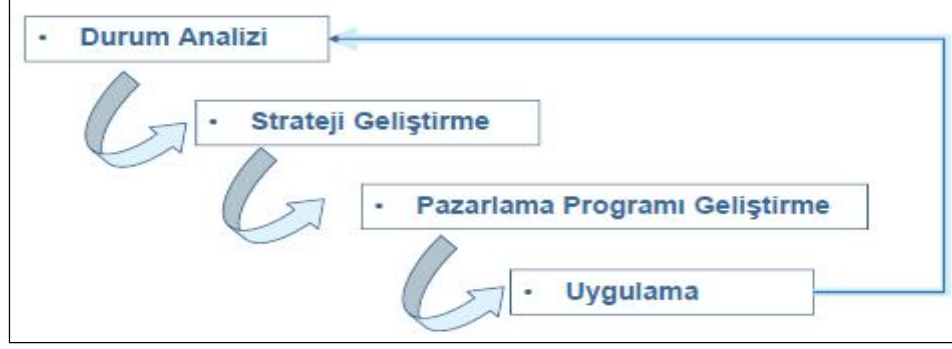 • Durum Analizi
• Strateji Geliştirme
• Pazarlama Programı Geliştirme
• Uygulama